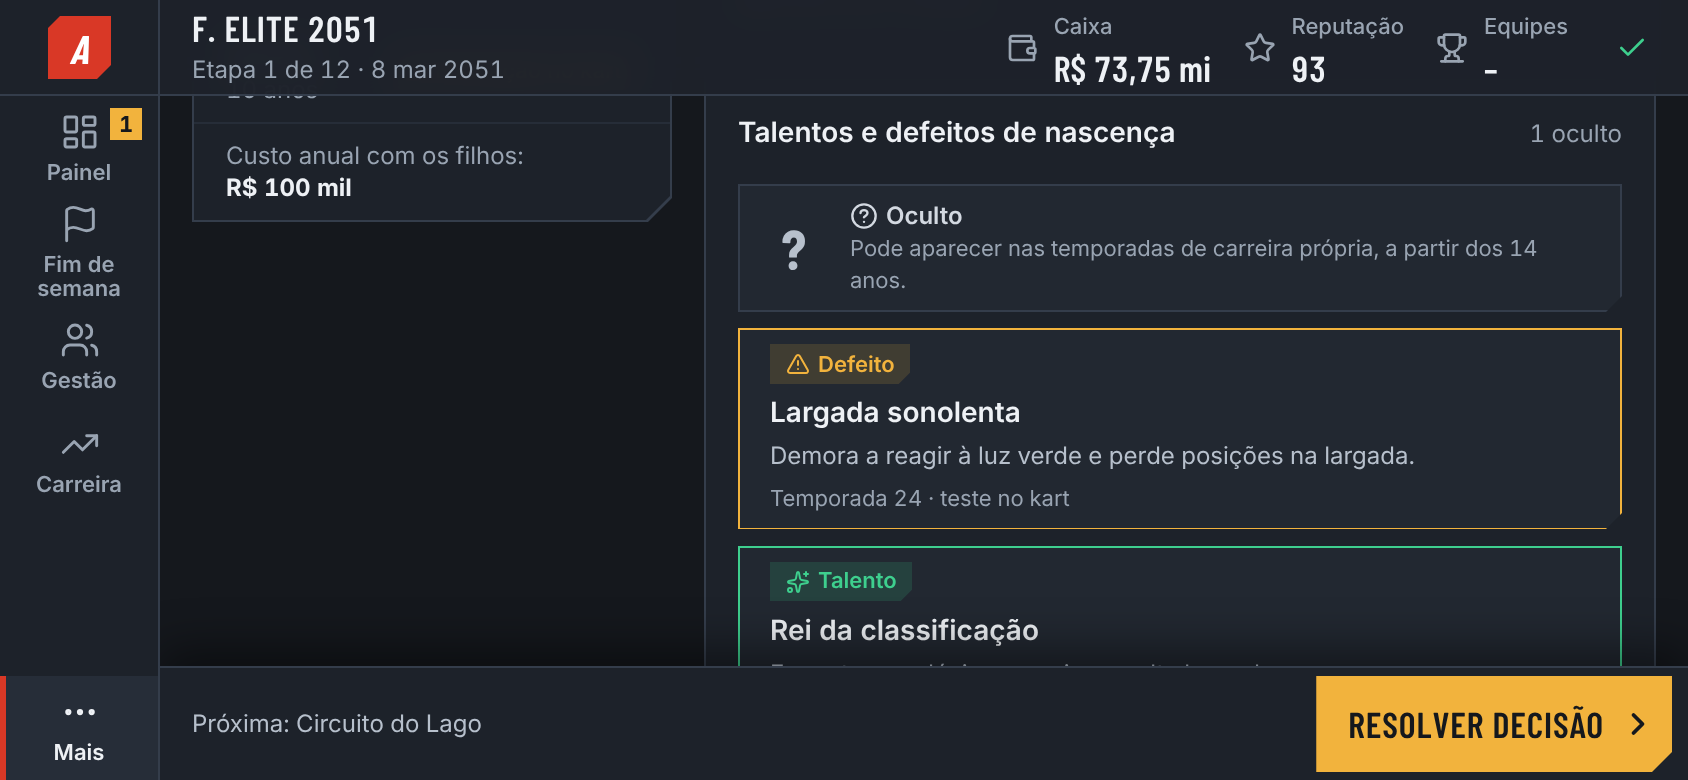 A
F. ELITE 2051
Etapa 1 de 12 · 8 mar 2051
Caixa
R$ 73,75 mi
Reputação
93
Equipes
-
1
Painel
Fim de
semana
Gestão
Carreira
Mais
Custo anual com os filhos:
R$ 100 mil
Talentos e defeitos de nascença
1 oculto
?
Oculto
Pode aparecer nas temporadas de carreira própria, a partir dos 14
anos.
Defeito
Largada sonolenta
Demora a reagir à luz verde e perde posições na largada.
Temporada 24 · teste no kart
Talento
Rei da classificação
Próxima: Circuito do Lago
RESOLVER DECISÃO